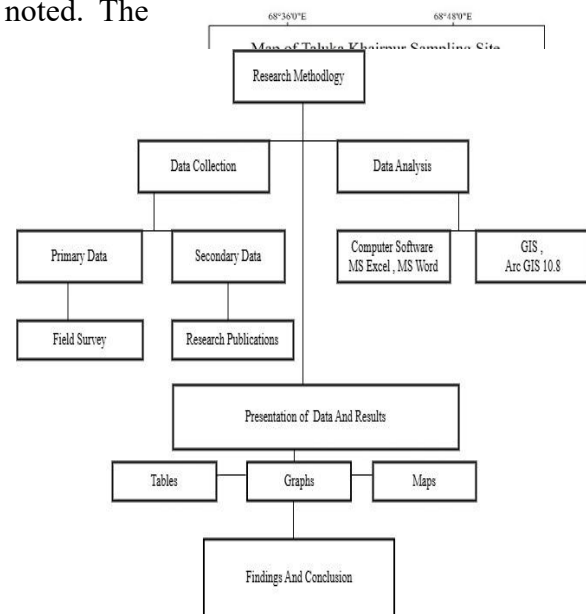 noted. The
68°36'0"E 68°48'0"E
Map of Taluka Khairpur Sampling Site
Research Methodlogy
Data Collection
Data Analysis
Primary Data
Secondary Data
Computer Software
MS Excel , MS Word
GIS ,
Arc GIS 10.8
Field Survey
Research Publications
Presentation of Data And Results
Tables
Graphs
Maps
Findings And Conclusion